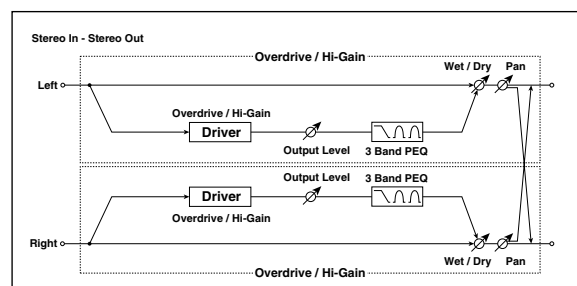 Stereo In - Stereo Out
Overdrive / Hi-Gain
Wet / Dry Pan
Left
Overdrive / Hi-Gain
Driver
Output Level 3 Band PEQ
Output Level 3 Band PEQ
Driver
Overdrive / Hi-Gain
Right
Wet / Dry Pan
Overdrive / Hi-Gain